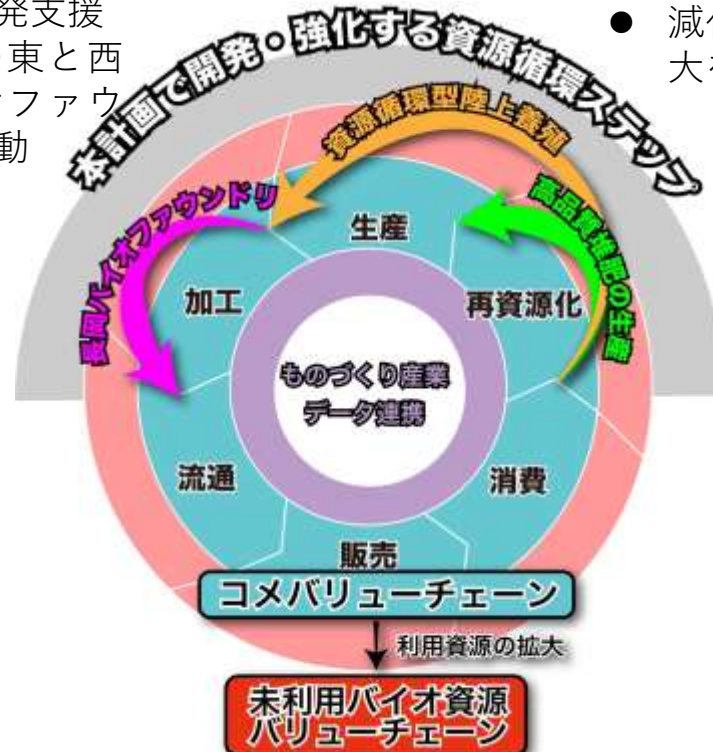 発支援
東と西
ファウ
動
減
大
本計画で開発・強化する資源循環ステップ
資源循環型陸上養殖
高品質堆肥の生産
長岡バイオファウンドリ
生産
加工
再資源化
ものづくり産業
データ連携
流通
消費
販売
コメバリューチェーン
利用資源の拡大
未利用バイオ資源
バリューチェーン